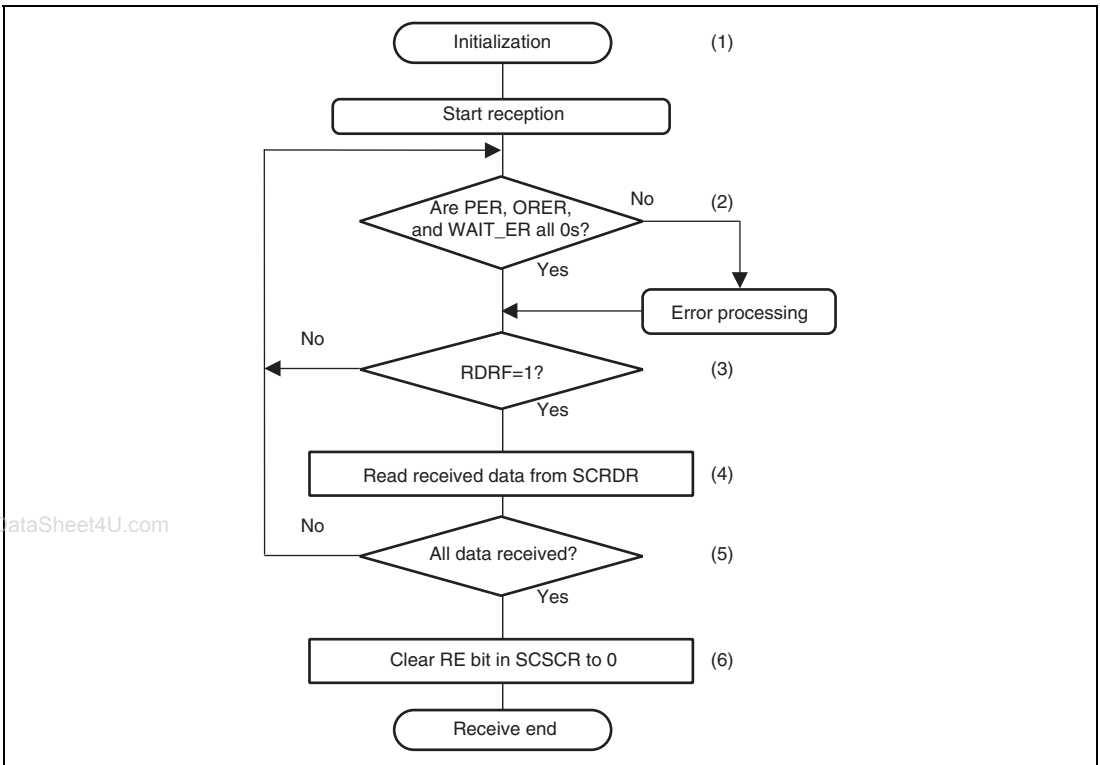 Initialization (1)
Start reception
Are PER, ORER,
and WAIT_ER all 0s?
No (2)
Yes
Error processing
No
RDRF=1? (3)
Yes
Read received data from SCRDR (4)
DataSheet4U.com
No
All data received? (5)
Yes
Clear RE bit in SCSCR to 0 (6)
Receive end